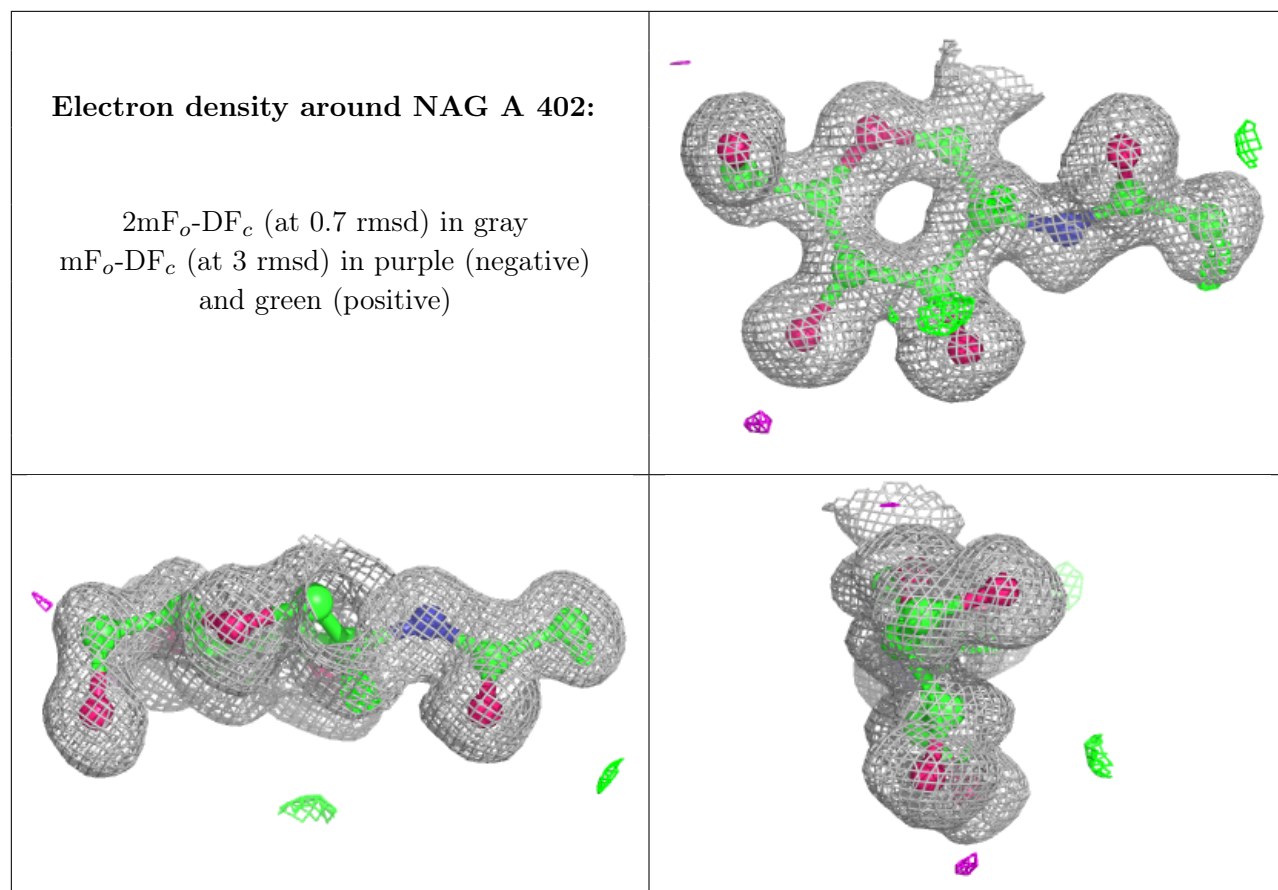 Electron density around NAG A 402:
2mFo-DFc (at 0.7 rmsd) in gray
mFo-DFc (at 3 rmsd) in purple (negative)
and green (positive)